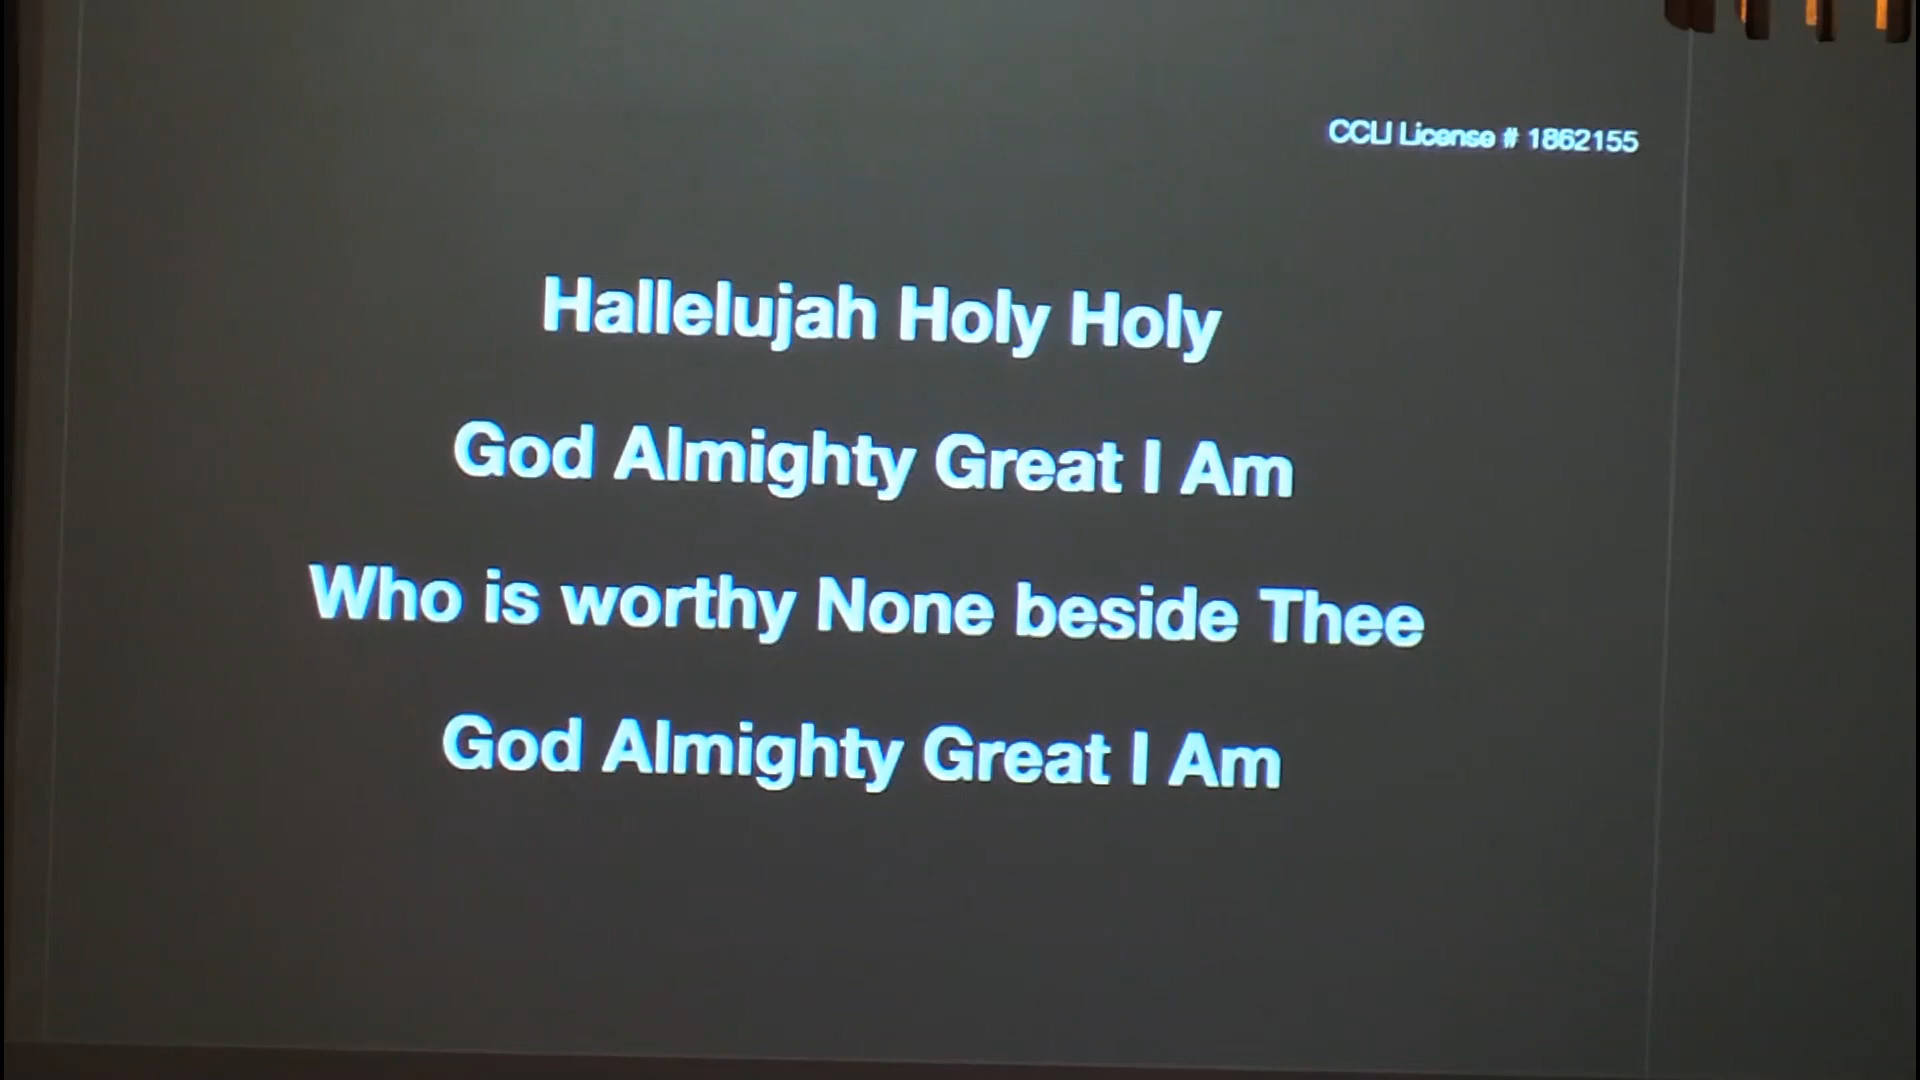 CCLI License # 1862155
Hallelujah Holy Holy
God Almighty Great I Am
Who is worthy None beside Thee
God Almighty Great I Am